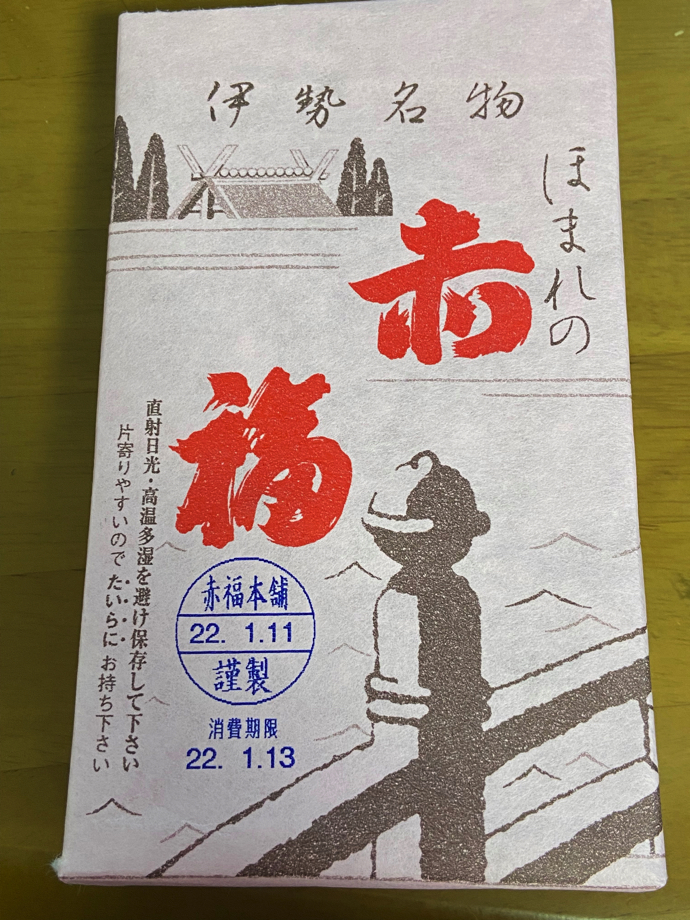 伊勢名物
ほまれの
赤
福
直射日光・高温多湿を避け保存して下さい
片寄りやすいので たいらに お持ち下さい
赤福本舗
22. 1.11
謹製
消費期限
22. 1.13